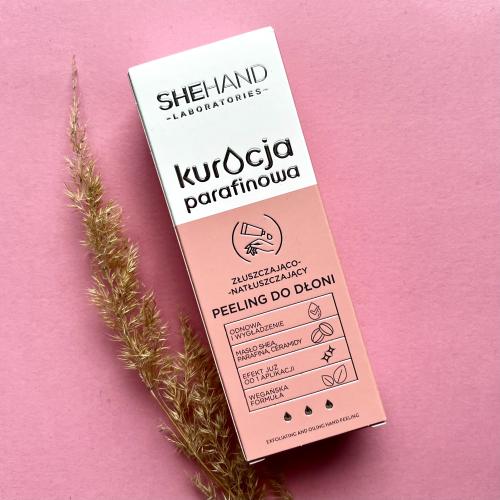 SHEHAND
-LABORATORIES-
kuracja
parafinowa
ZŁUSZCZAJĄCO-
-NATŁUSZCZAJĄCY
PEELING DO DŁONI
ODNOWA
I WYGŁADZENIE
MASŁO SHEA,
PARAFINA, CERAMIDY
EFEKT JUŻ
OD 1 APLIKACJI
WEGAŃSKA
FORMUŁA
EXFOLIATING AND OILING HAND PEELING